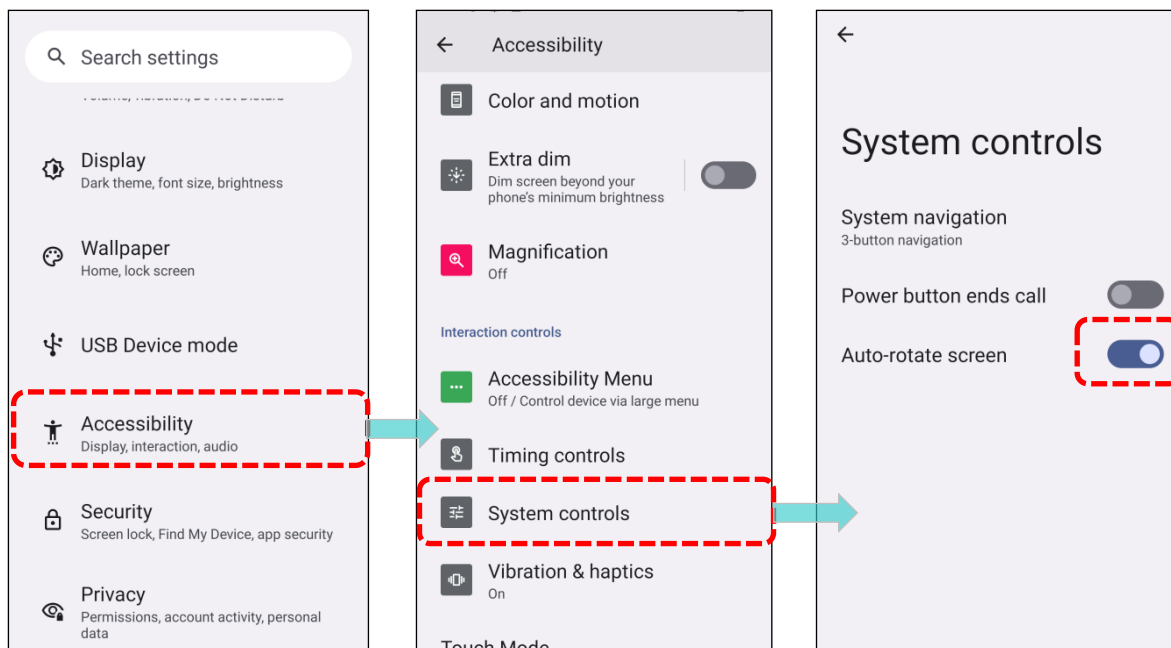 Search settings
Display
Dark theme, font size, brightness
Wallpaper
Home, lock screen
USB Device mode
Accessibility
Display, interaction, audio
Security
Screen lock, Find My Device, app security
Privacy
Permissions, account activity, personal
data
Accessibility
Color and motion
Extra dim
Dim screen beyond your
phone's minimum brightness
Magnification
Off
Interaction controls
Accessibility Menu
Off / Control device via large menu
Timing controls
System controls
Vibration & haptics
On
Touch Mode
System controls
System navigation
3-button navigation
Power button ends call
Auto-rotate screen